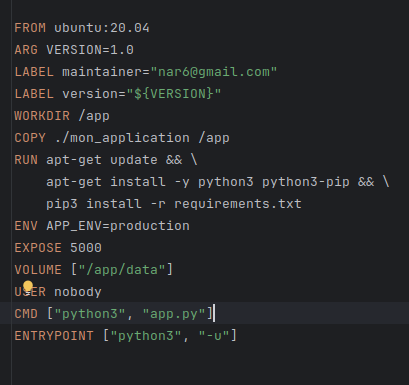 FROM ubuntu:20.04
ARG VERSION=1.0
LABEL maintainer="nar6@gmail.com"
LABEL version="${VERSION}"
WORKDIR /app
COPY ./mon_application /app
RUN apt-get update && \
    apt-get install -y python3 python3-pip && \
    pip3 install -r requirements.txt
ENV APP_ENV=production
EXPOSE 5000
VOLUME ["/app/data"]
USER nobody
CMD ["python3", "app.py"]
ENTRYPOINT ["python3", "-u"]